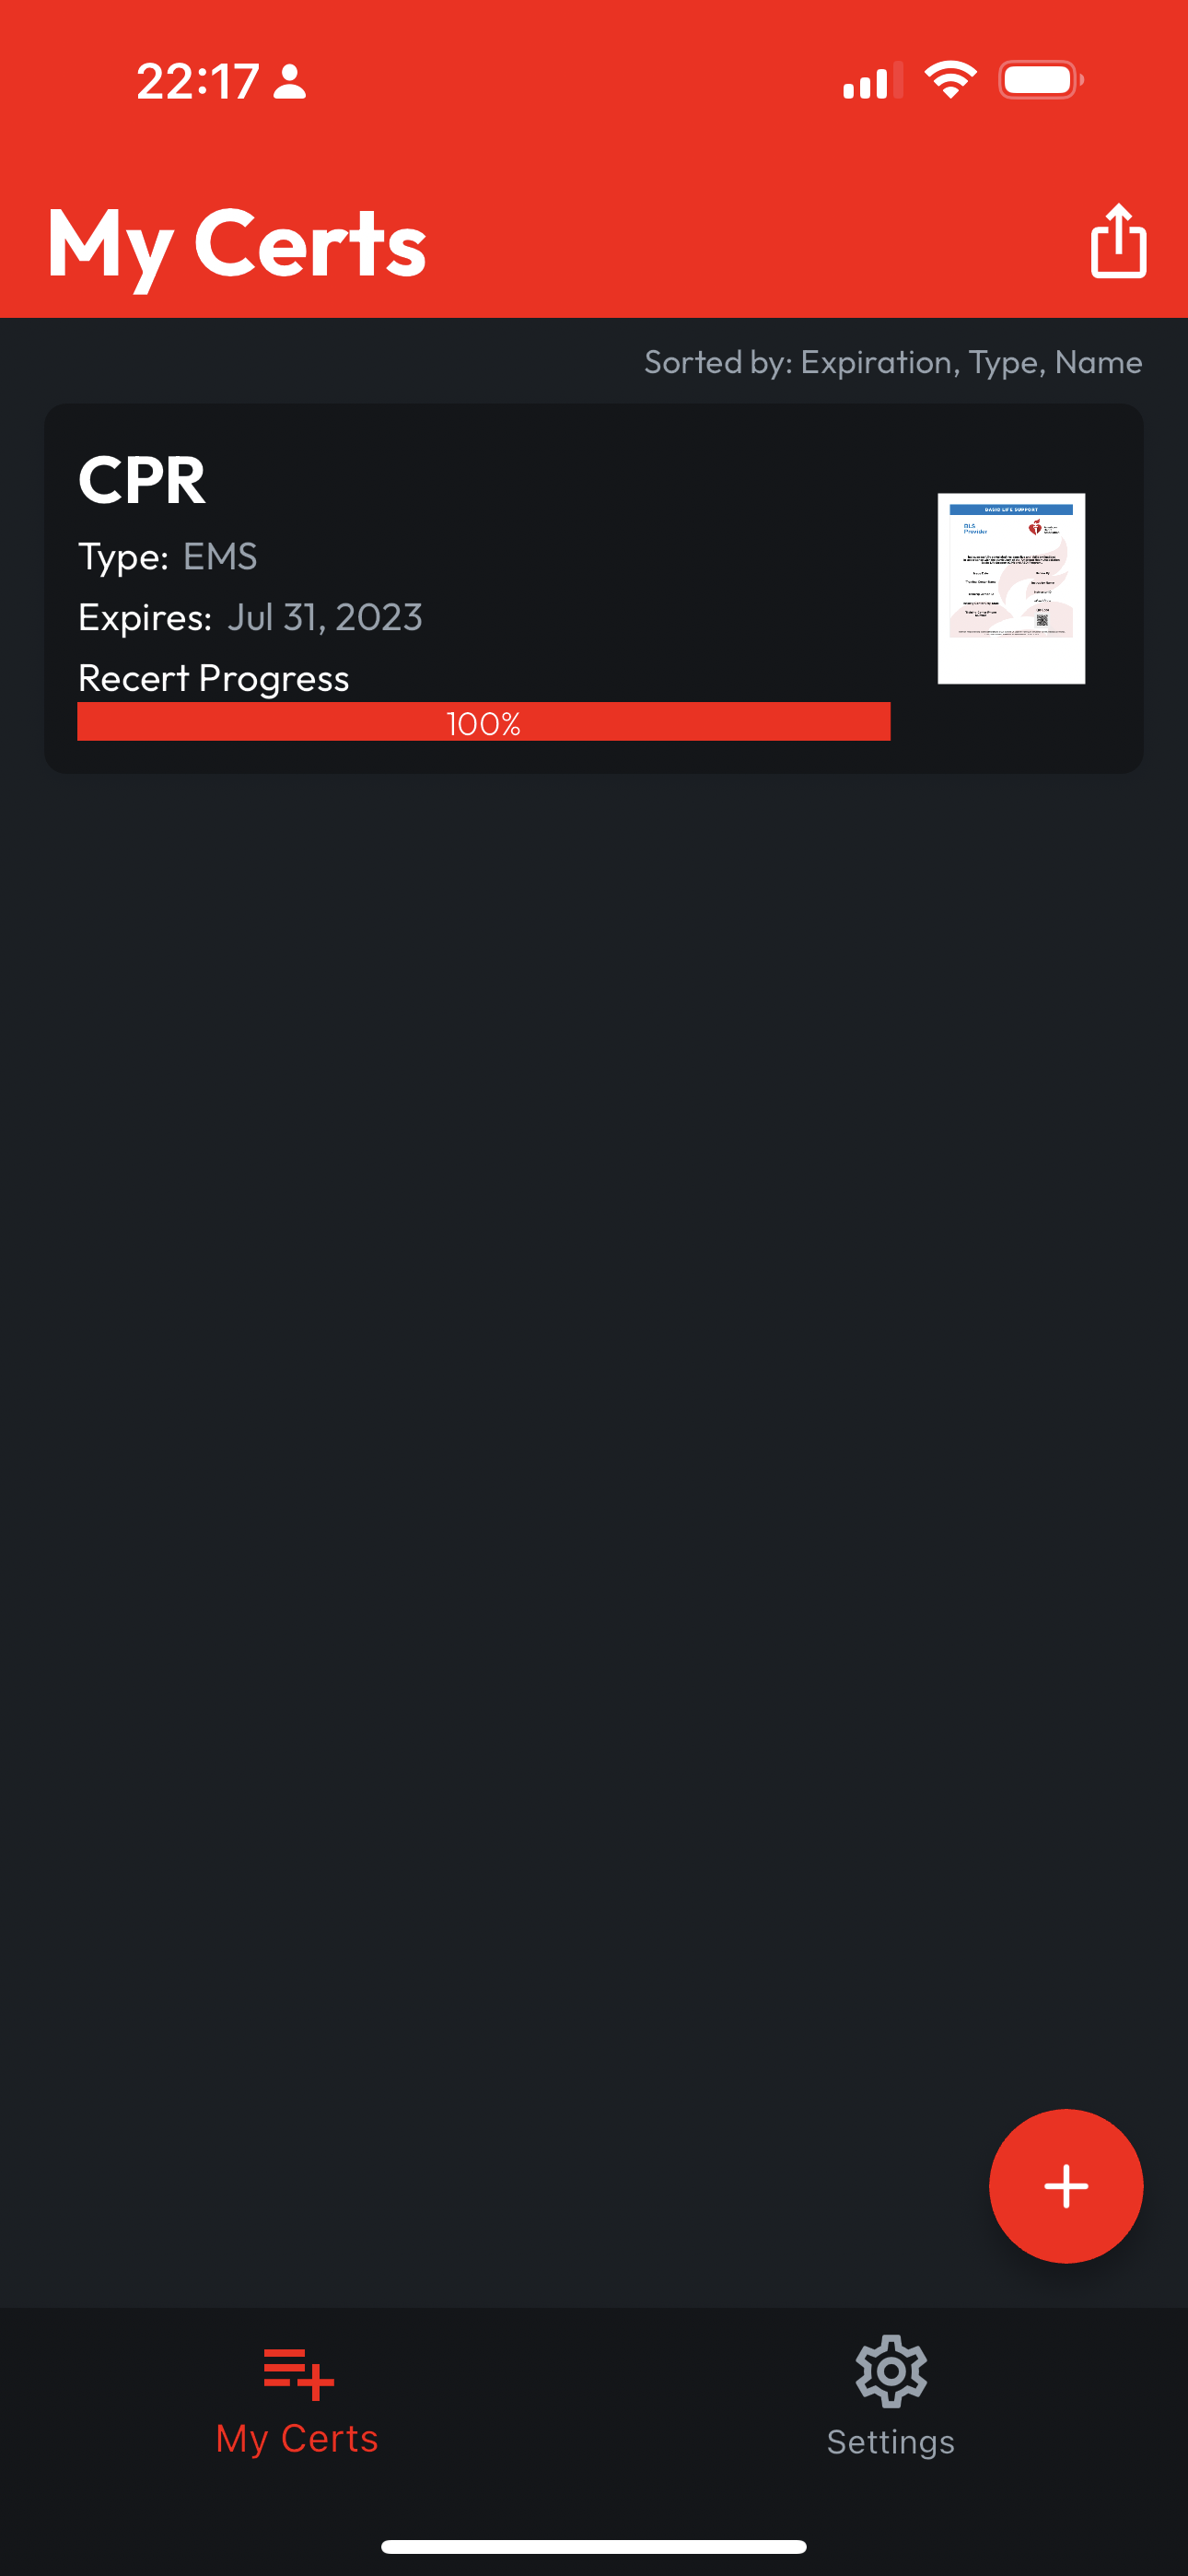 22:17
My Certs
Sorted by: Expiration, Type, Name
CPR
Type: EMS
Expires: Jul 31, 2023
Recert Progress
100%
BASIC LIFE SUPPORT
BLS
Provider
My Certs
Settings